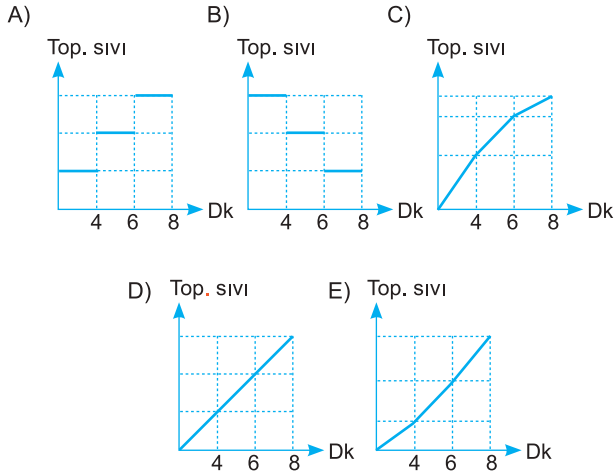 A)
Top. sıvı
Dk
4 6 8
B)
Top. sıvı
Dk
4 6 8
C)
Top. sıvı
Dk
4 6 8
D)
Top. sıvı
Dk
4 6 8
E)
Top. sıvı
Dk
4 6 8